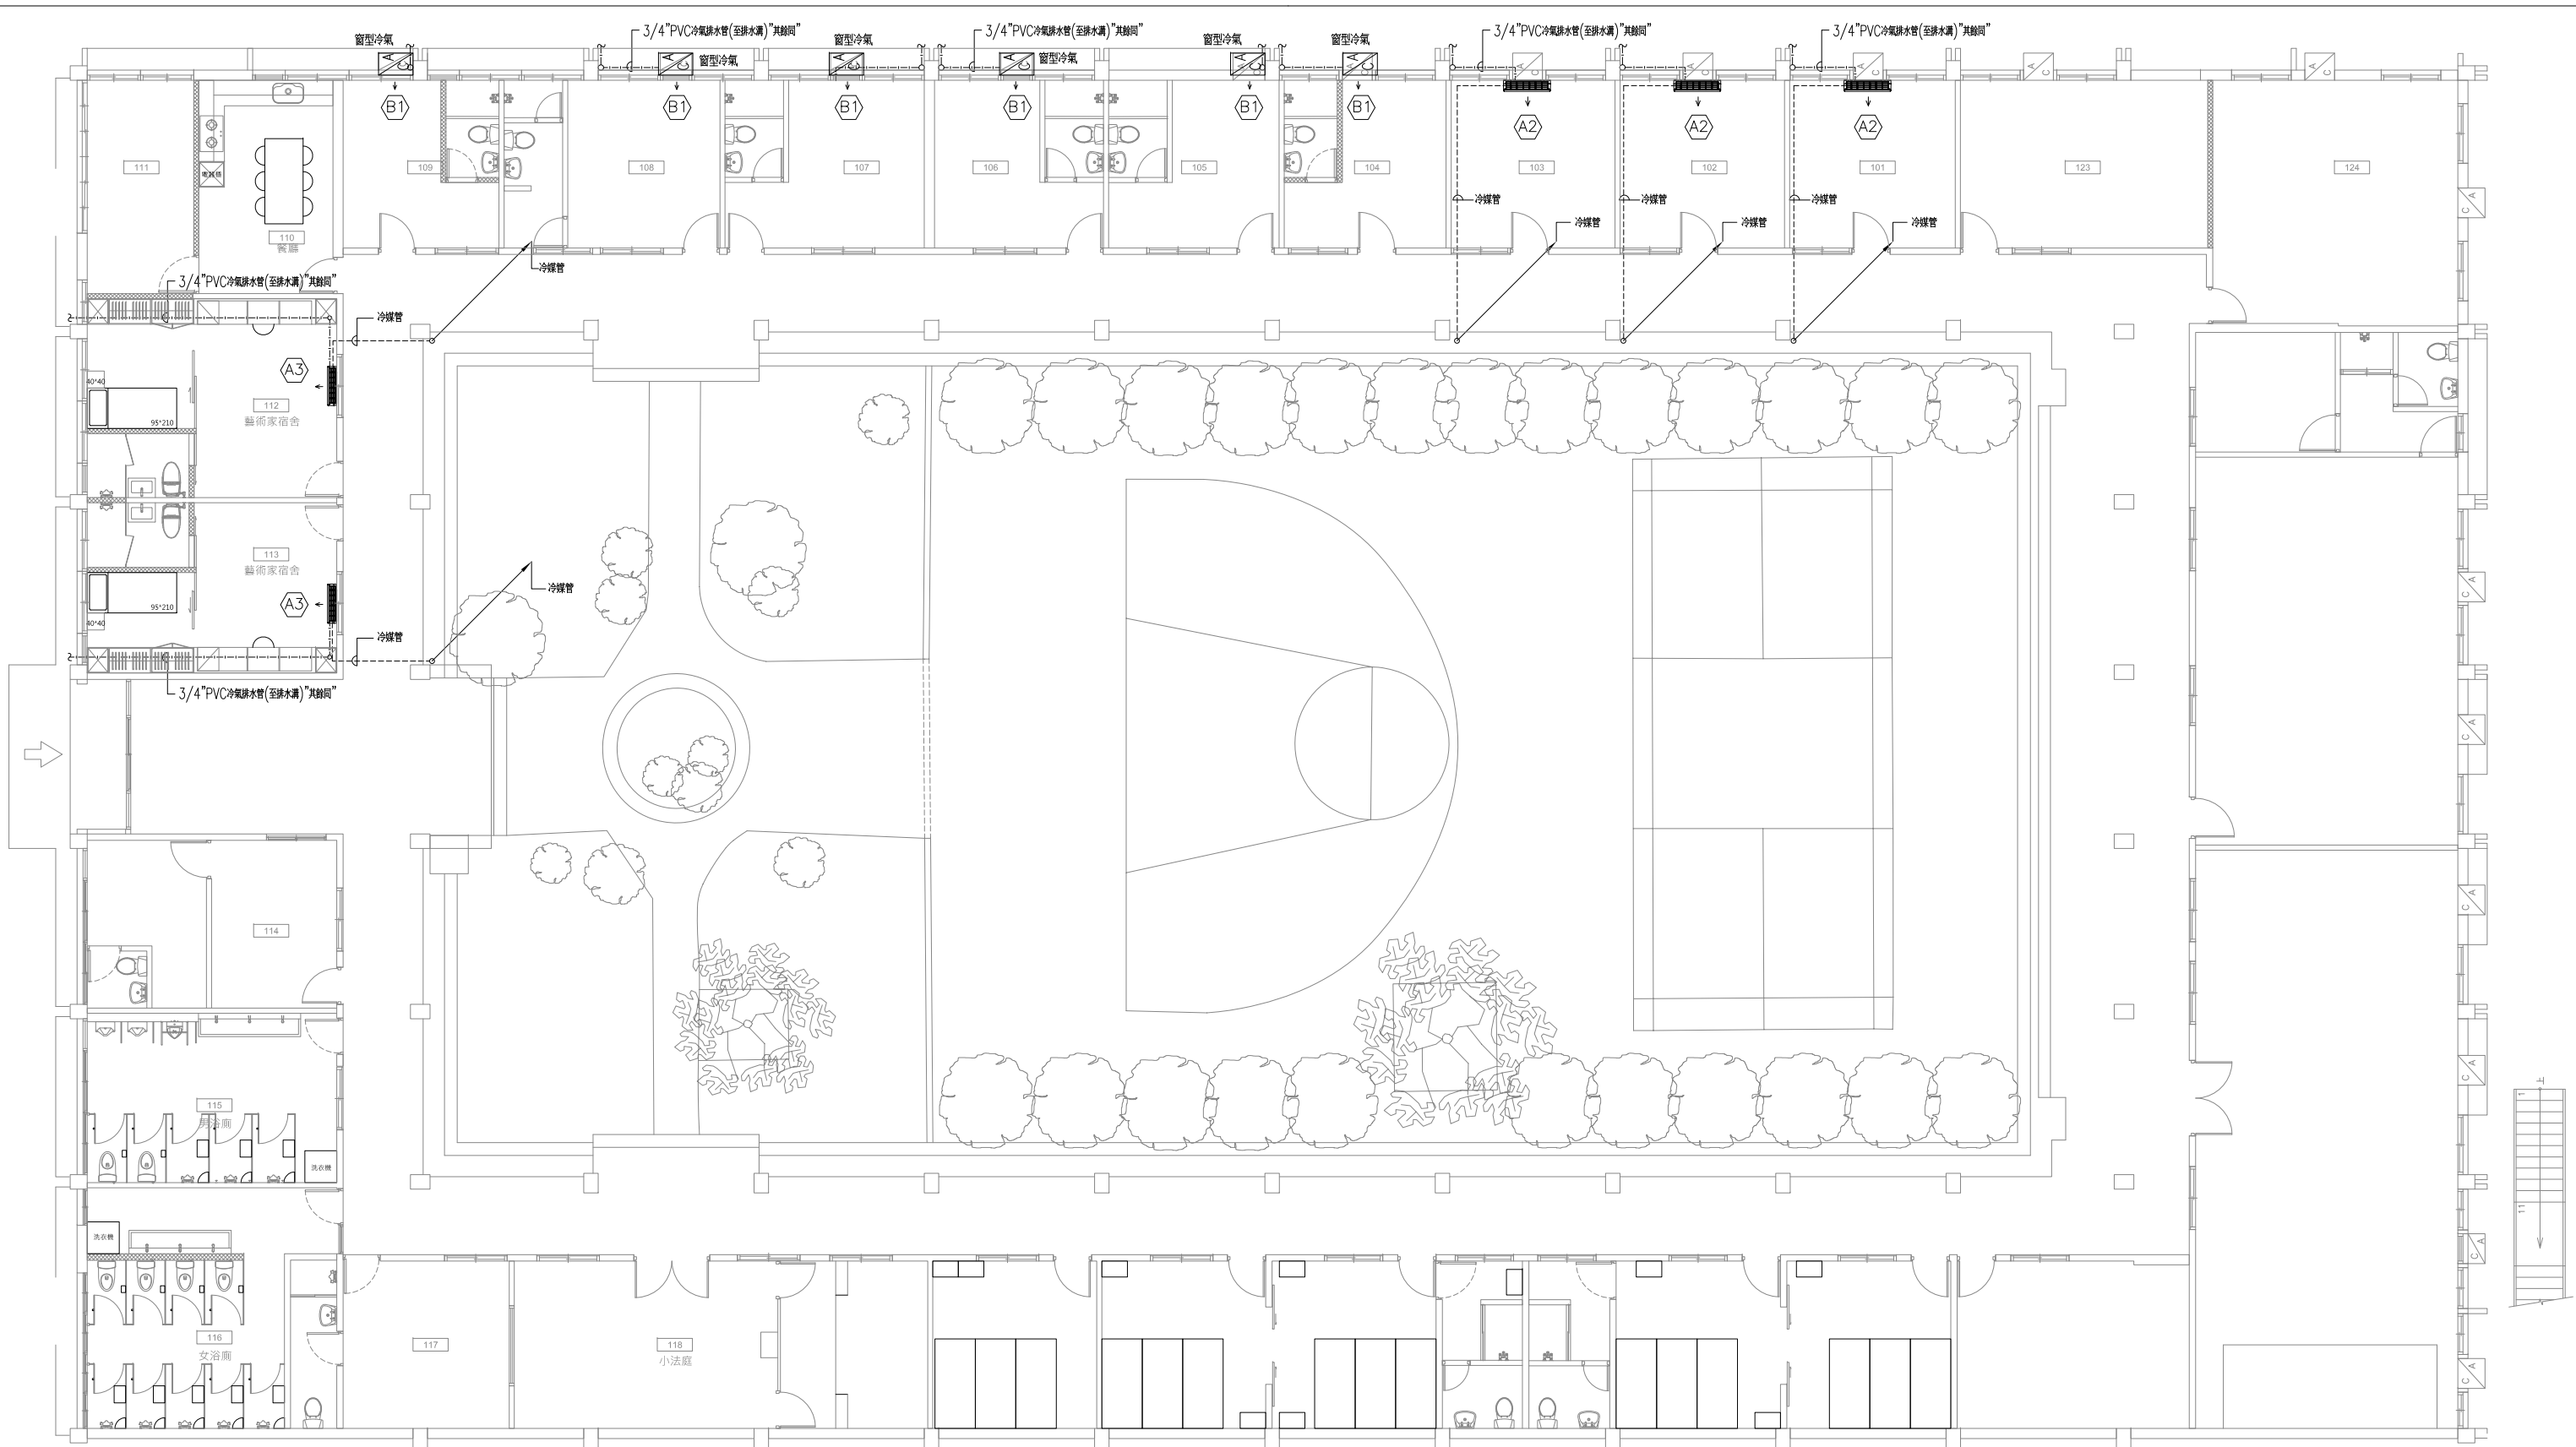 3/4"PVC冷氣排水管(至排水溝)"其餘同"
3/4"PVC冷氣排水管(至排水溝)"其餘同"
3/4"PVC冷氣排水管(至排水溝)"其餘同"
3/4"PVC冷氣排水管(至排水溝)"其餘同"
窗型冷氣
窗型冷氣
窗型冷氣
窗型冷氣
窗型冷氣
窗型冷氣
A C
A C
A C
A C
A C
A C
A C
A C
A C
A C
A C
B1
B1
B1
B1
B1
B1
A2
A2
A2
111
109
108
107
106
105
104
103
102
101
123
124
110
餐廳
冷媒管
冷媒管
冷媒管
冷媒管
冷媒管
冷媒管
冷媒管
3/4"PVC冷氣排水管(至排水溝)"其餘同"
冷媒管
A3
40*40
95*210
112
藝術家宿舍
113
藝術家宿舍
A3
95*210
40*40
冷媒管
冷媒管
3/4"PVC冷氣排水管(至排水溝)"其餘同"
A C
A C
A C
A C
A C
A C
A C
114
115
男浴廁
洗衣機
洗衣機
116
女浴廁
117
118
小法庭
1
11